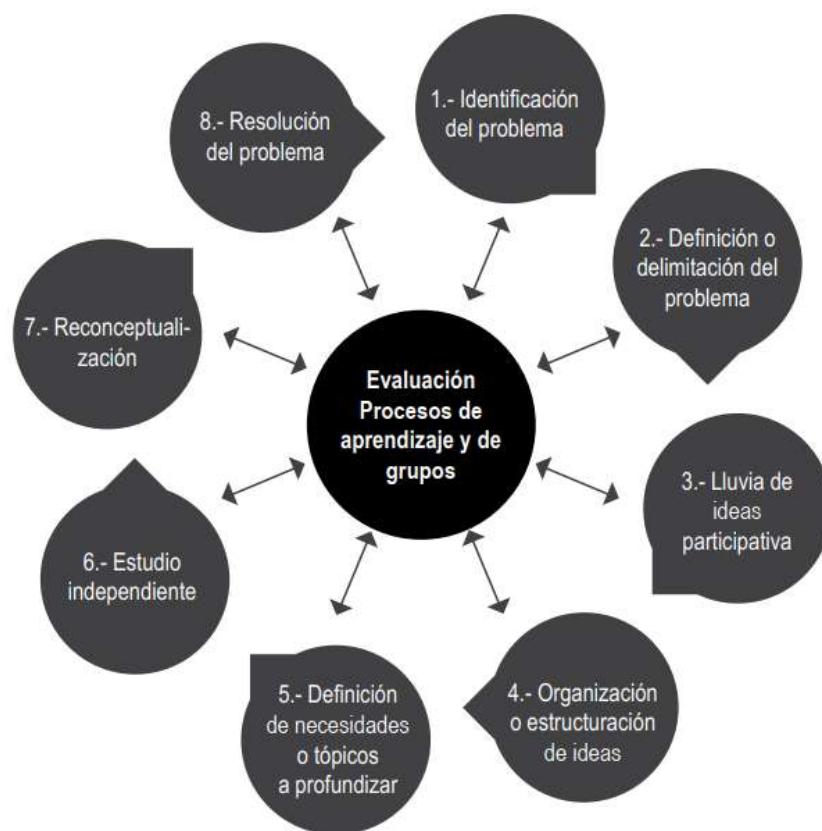 1.- Identificación
del problema
2.- Definición o
delimitación del
problema
3.- Lluvia de
ideas
participativa
4.- Organización
o estructuración
de ideas
5.- Definición
de necesidades
o tópicos
a profundizar
6.- Estudio
independiente
7.- Reconceptuali-
zación
8.- Resolución
del problema
Evaluación
Procesos de
aprendizaje y de
grupos